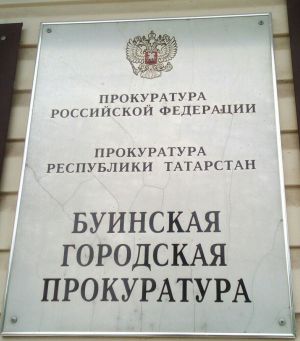 ПРОКУРАТУРА
РОССИЙСКОЙ ФЕДЕРАЦИИ
ПРОКУРАТУРА
РЕСПУБЛИКИ ТАТАРСТАН
БУИНСКАЯ
ГОРОДСКАЯ
ПРОКУРАТУРА